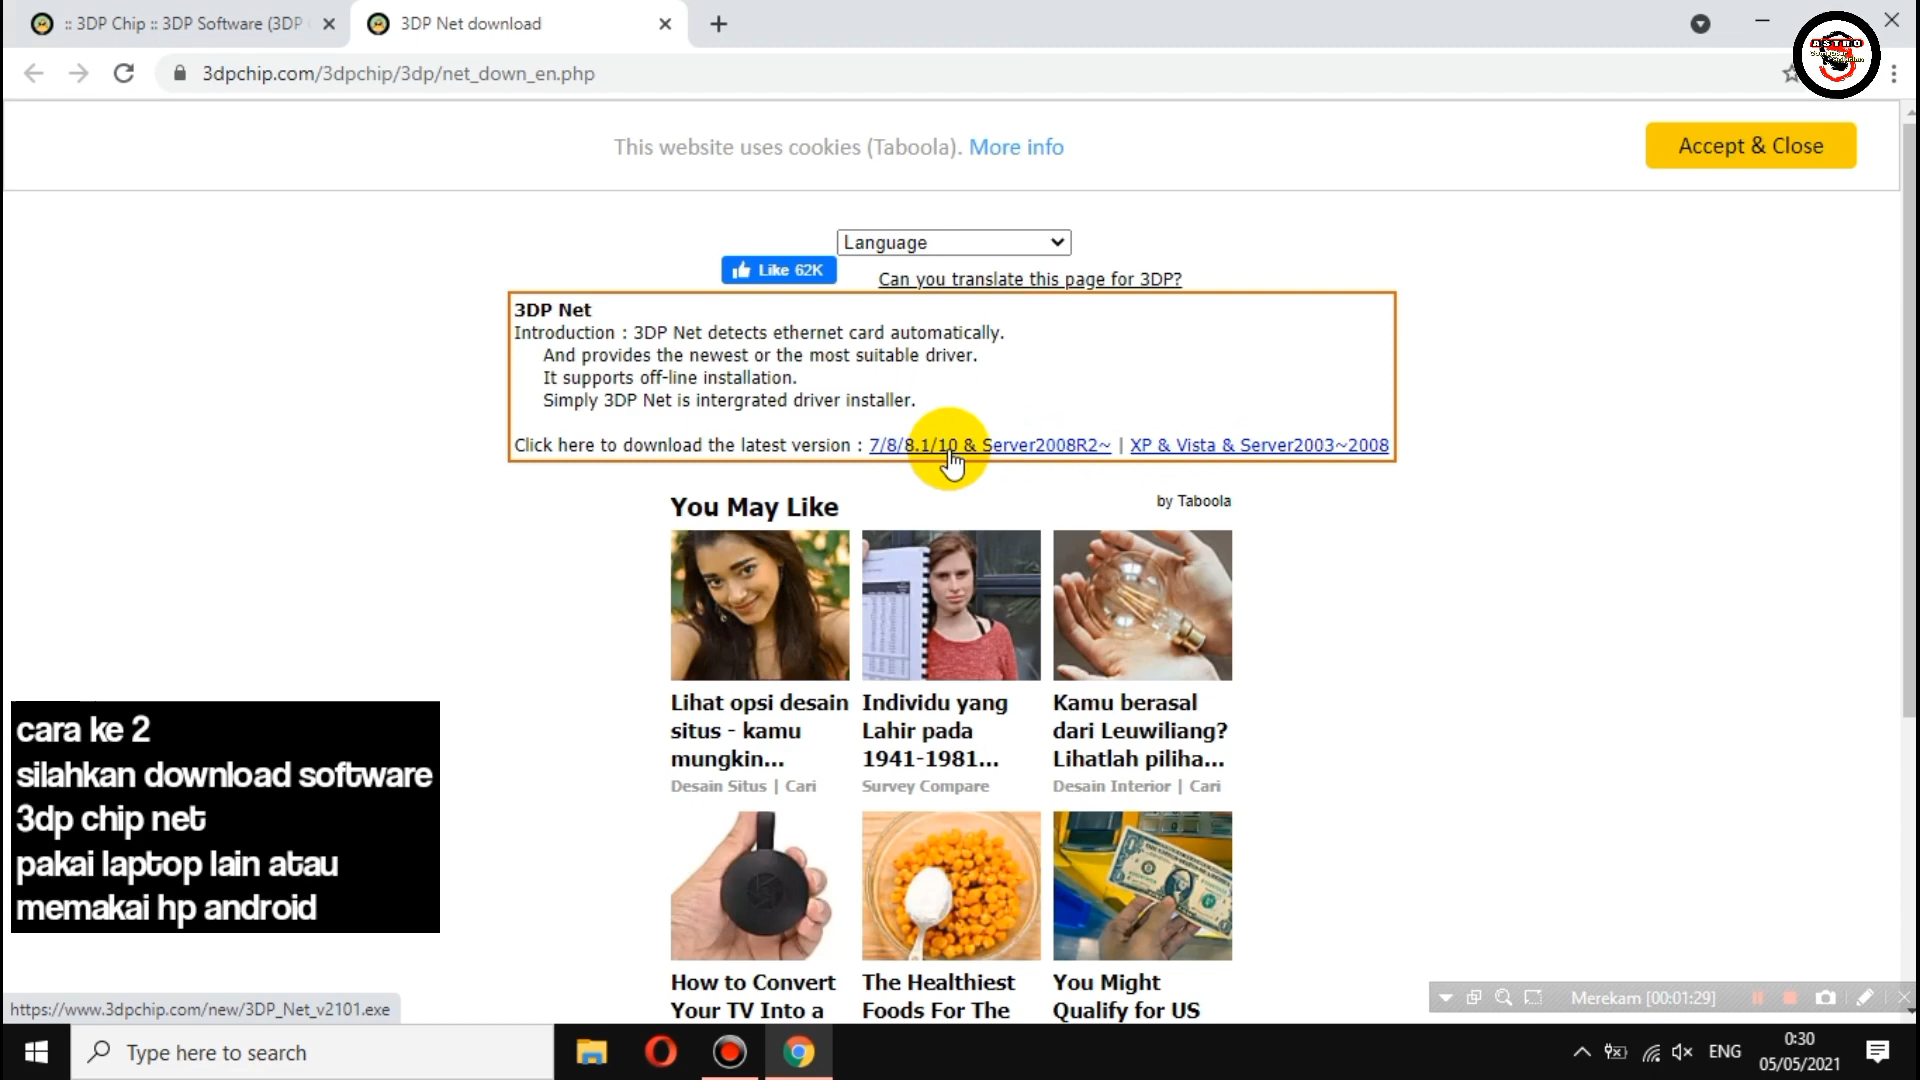 :: 3DP Chip :: 3DP Software (3DP
3DP Net download
3dpchip.com/3dpchip/3dp/net_down_en.php
ASTRO
This website uses cookies (Taboola). More info
Accept & Close
Language
Like 62K
Can you translate this page for 3DP?
3DP Net
Introduction : 3DP Net detects ethernet card automatically.
And provides the newest or the most suitable driver.
It supports off-line installation.
Simply 3DP Net is intergrated driver installer.
Click here to download the latest version : 7/8/8.1/10 & Server2008R2~ | XP & Vista & Server2003~2008
You May Like
by Taboola
Lihat opsi desain
situs - kamu
mungkin...
Desain Situs | Cari
Individu yang
Lahir pada
1941-1981...
Survey Compare
Kamu berasal
dari Leuwiliang?
Lihatlah piliha...
Desain Interior | Cari
How to Convert
Your TV Into a
The Healthiest
Foods For The
You Might
Qualify for US
cara ke 2
silahkan download software
3dp chip net
pakai laptop lain atau
memakai hp android
https://www.3dpchip.com/new/3DP_Net_v2101.exe
Merekam [00:01:29]
Type here to search
ENG
0:30
05/05/2021